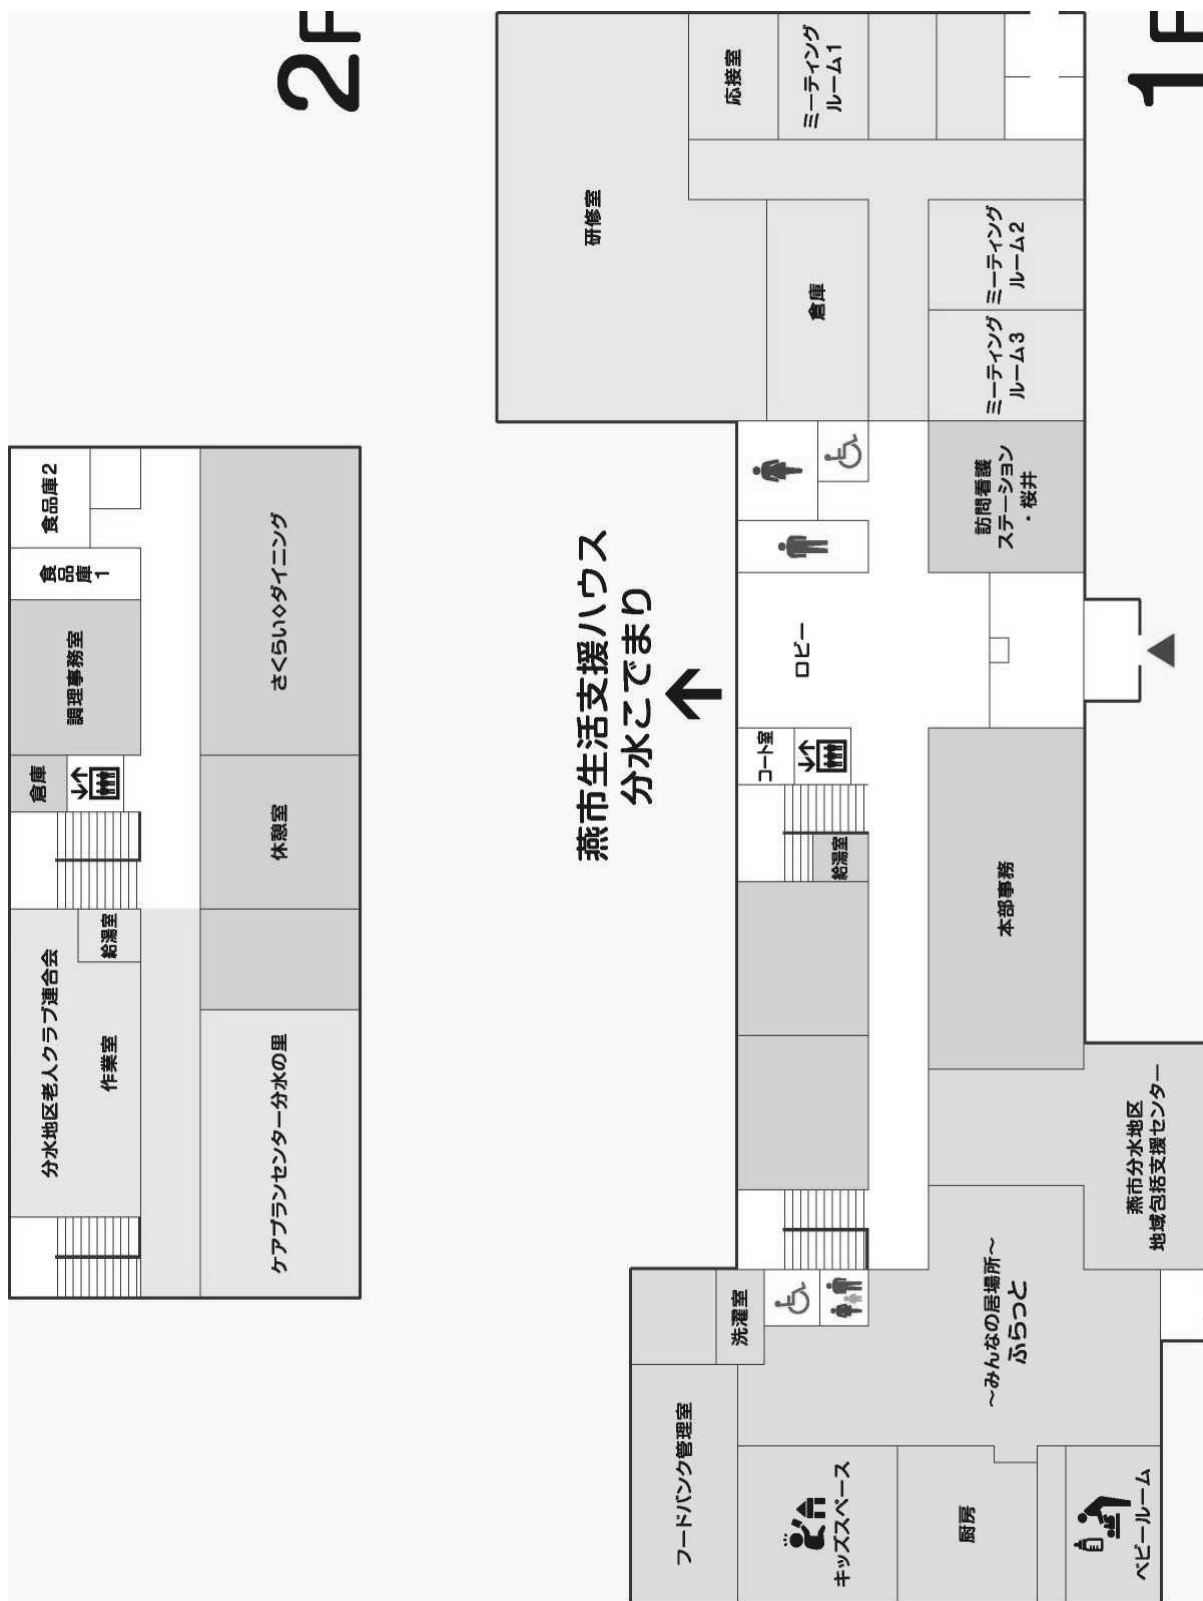 2F
食品庫2
食品庫
1
調理事務室
倉庫
給湯室
分水地区老人クラブ連合会
作業室
さくらい◇ダイニング
休憩室
ケアプランセンター分水の里
燕市生活支援ハウス
分水こでまり
1F
研修室
応接室
ミーティング
ルーム1
倉庫
ミーティング
ルーム2
ミーティング
ルーム3
訪問看護
ステーション
・桜井
ロビー
コート室
給湯室
本部事務
燕市分水地区
地域包括支援センター
洗濯室
〜みんなの居場所〜
ふらっと
フードバンク管理室
キッズスペース
厨房
ベビールーム